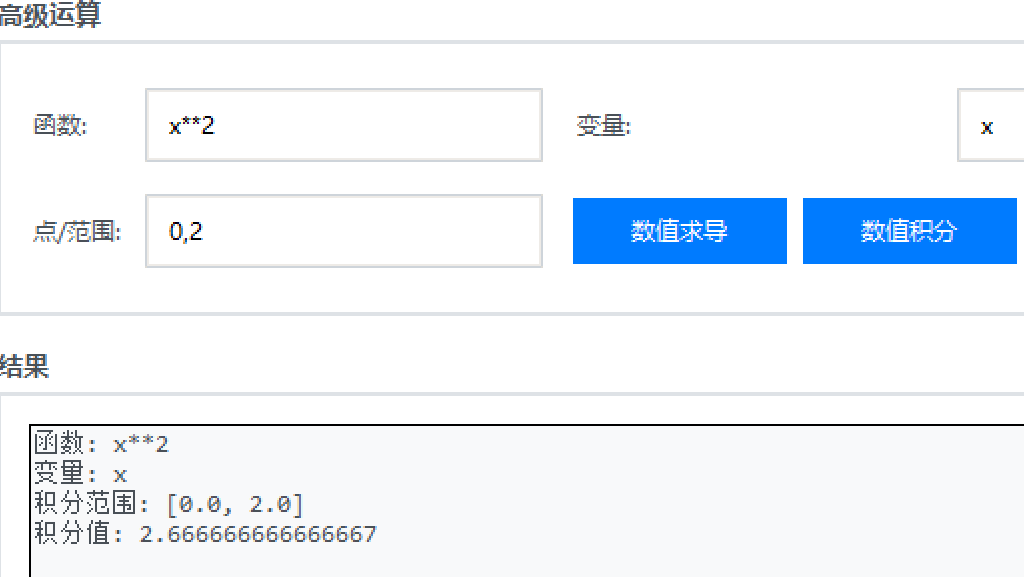 高级运算
函数: x**2 变量: x
点/范围: 0,2 数值求导 数值积分
结果
函数: x**2
变量: x
积分范围: [0.0, 2.0]
积分值: 2.6666666666666667